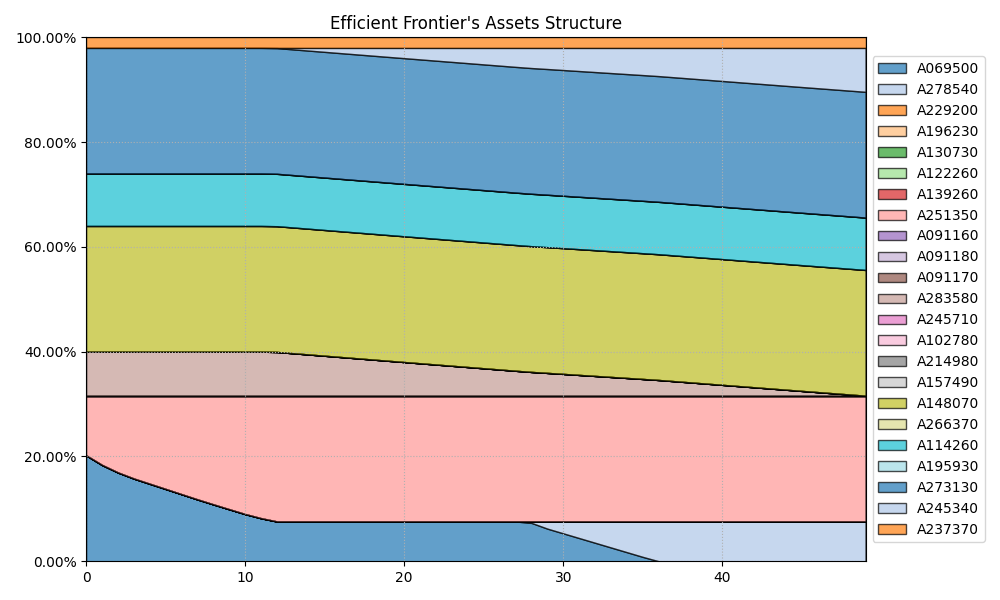 Efficient Frontier's Assets Structure
100.00%
80.00%
60.00%
40.00%
20.00%
0.00%
0
10
20
30
40
A069500
A278540
A229200
A196230
A130730
A122260
A139260
A251350
A091160
A091180
A091170
A283580
A245710
A102780
A214980
A157490
A148070
A266370
A114260
A195930
A273130
A245340
A237370